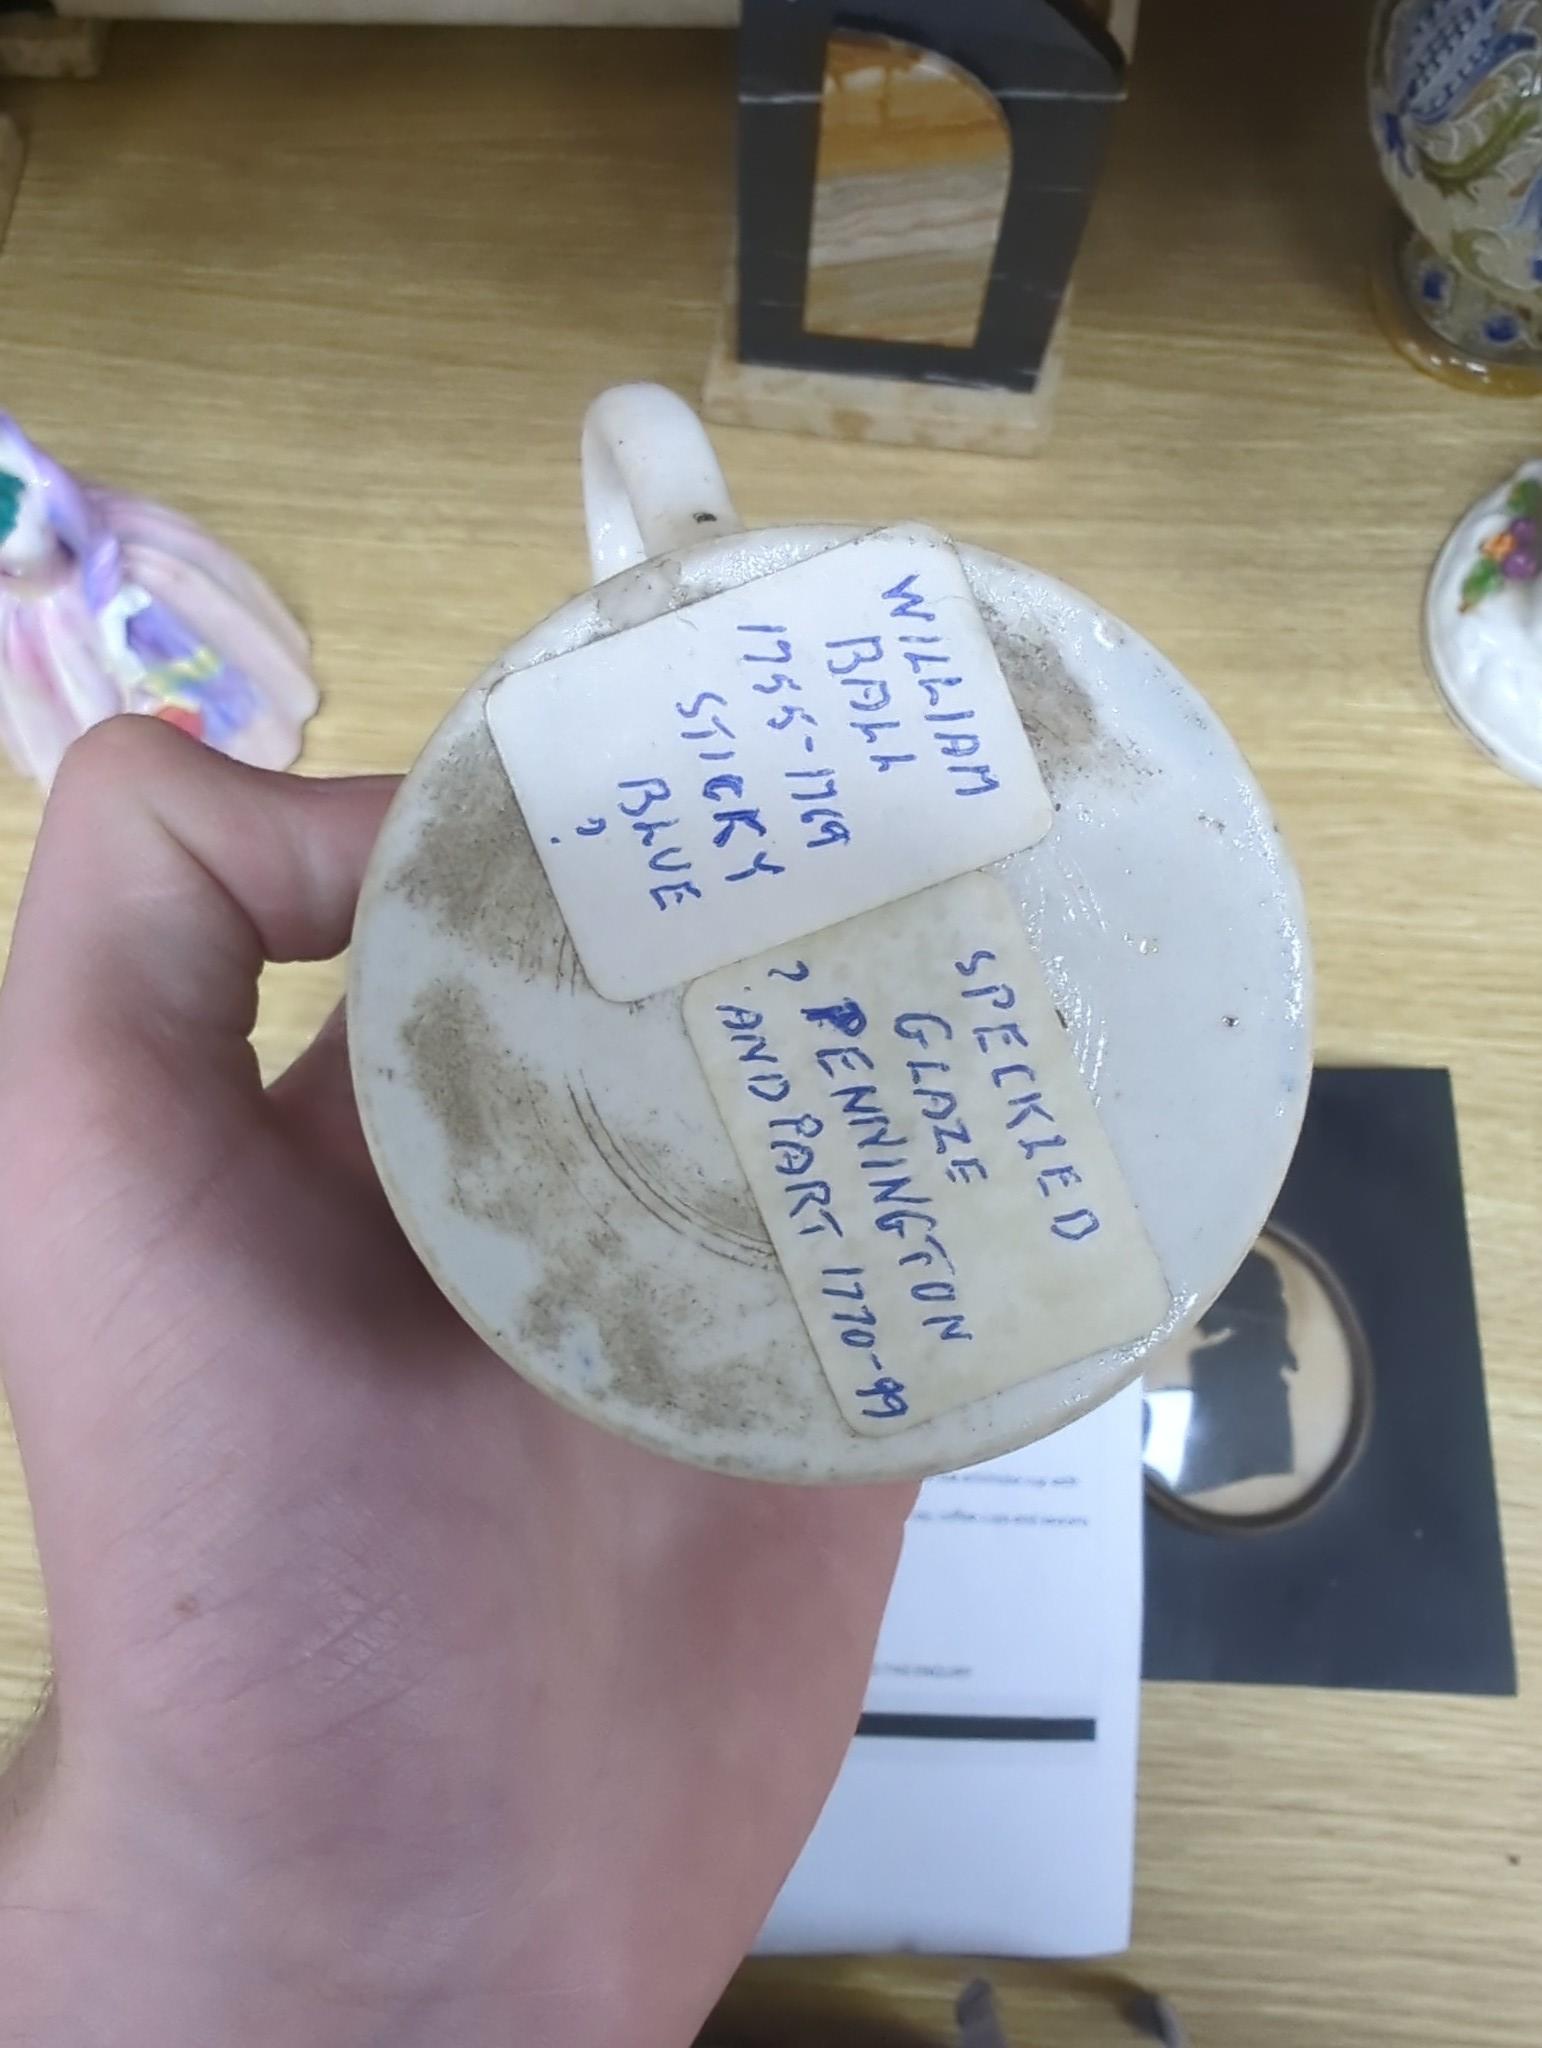 WILLIAM
BALL
1755-1769
STICKY
BLUE
?
SPECKLED
GLAZE
? PENNINGTON
AND PART 1770-99